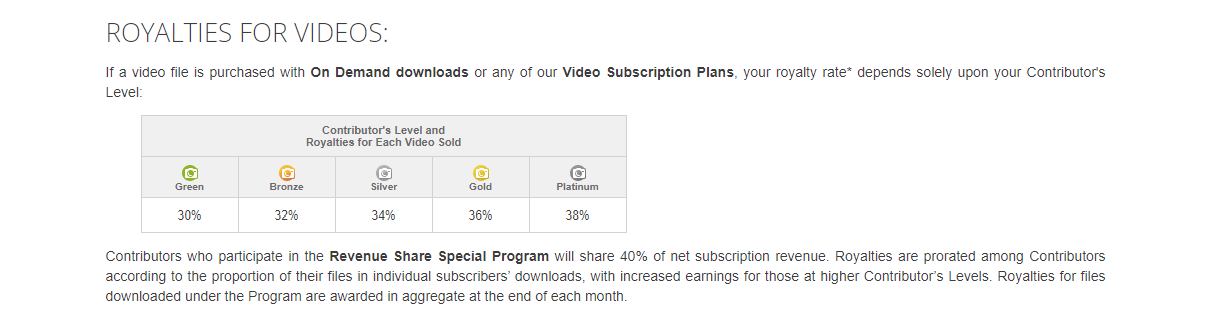 ROYALTIES FOR VIDEOS:
If a video file is purchased with On Demand downloads or any of our Video Subscription Plans, your royalty rate* depends solely upon your Contributor's
Level:
Contributor's Level and
Royalties for Each Video Sold
Green Bronze Silver Gold Platinum
30% 32% 34% 36% 38%
Contributors who participate in the Revenue Share Special Program will share 40% of net subscription revenue. Royalties are prorated among Contributors
according to the proportion of their files in individual subscribers’ downloads, with increased earnings for those at higher Contributor’s Levels. Royalties for files
downloaded under the Program are awarded in aggregate at the end of each month.